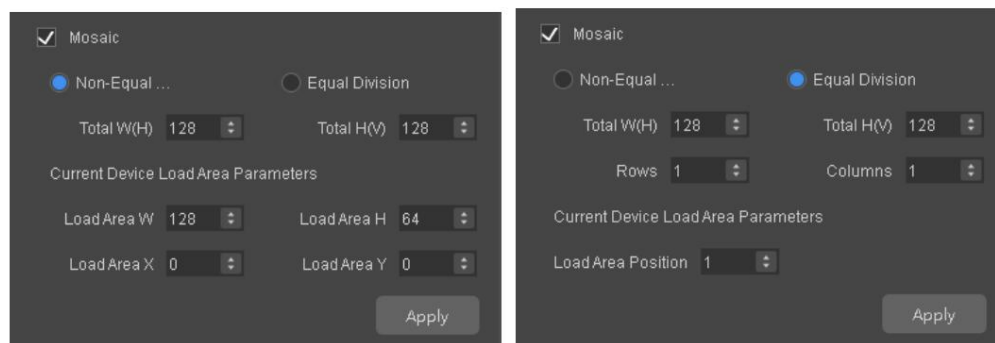 Mosaic
Non-Equal ... Equal Division
Total W(H) 128 Total H(V) 128
Current Device Load Area Parameters
Load Area W 128 Load Area H 64
Load Area X 0 Load Area Y 0
Apply
Mosaic
Non-Equal ... Equal Division
Total W(H) 128 Total H(V) 128
Rows 1 Columns 1
Current Device Load Area Parameters
Load Area Position 1
Apply